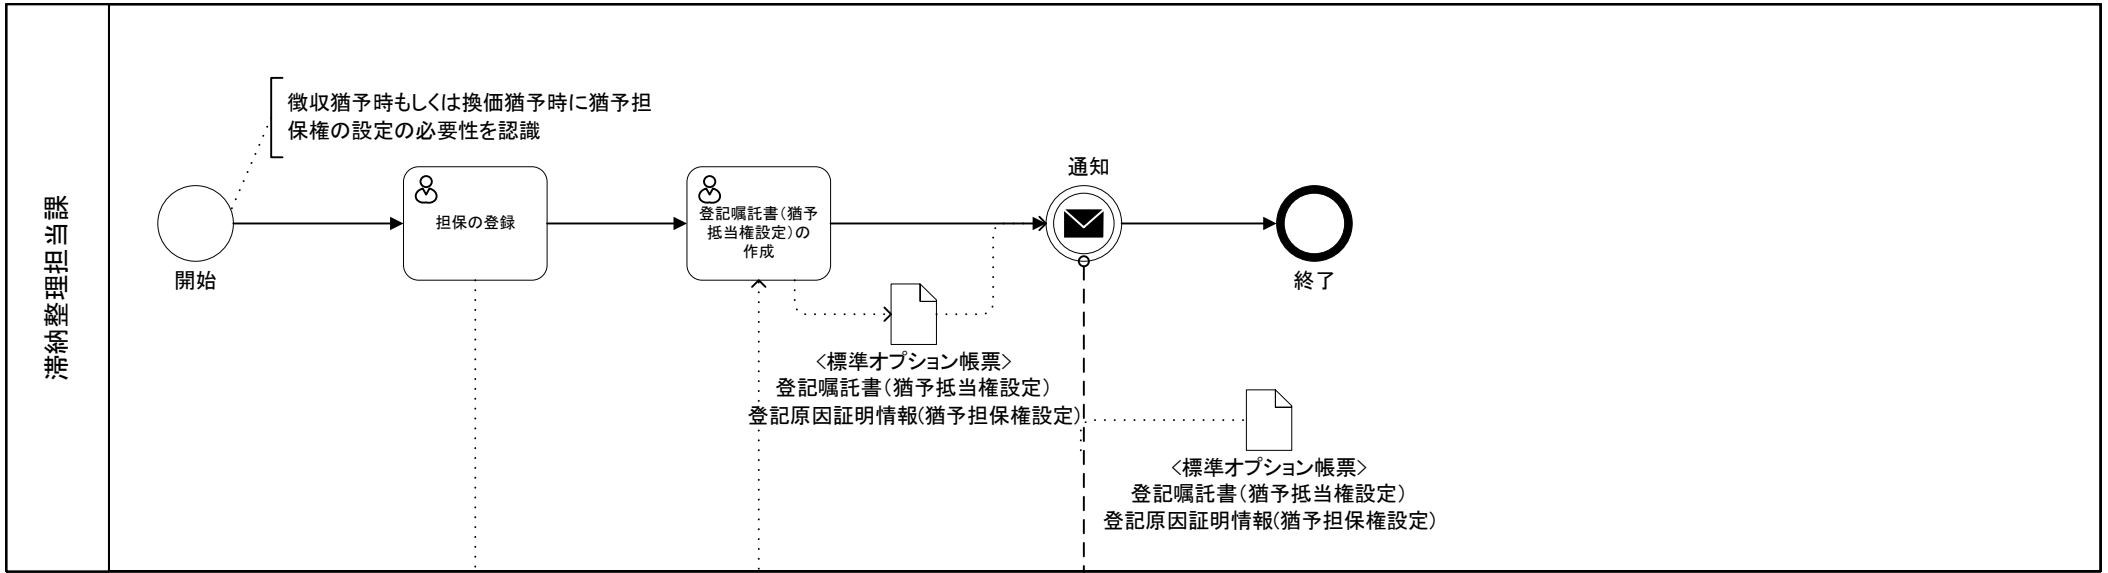 滞納整理担当課
徴収猶予時もしくは換価猶予時に猶予担
保権の設定の必要性を認識
開始
担保の登録
登記嘱託書(猶予
抵当権設定)の
作成
通知
終了
<標準オプション帳票>
登記嘱託書(猶予抵当権設定)
登記原因証明情報(猶予担保権設定)
<標準オプション帳票>
登記嘱託書(猶予抵当権設定)
登記原因証明情報(猶予担保権設定)